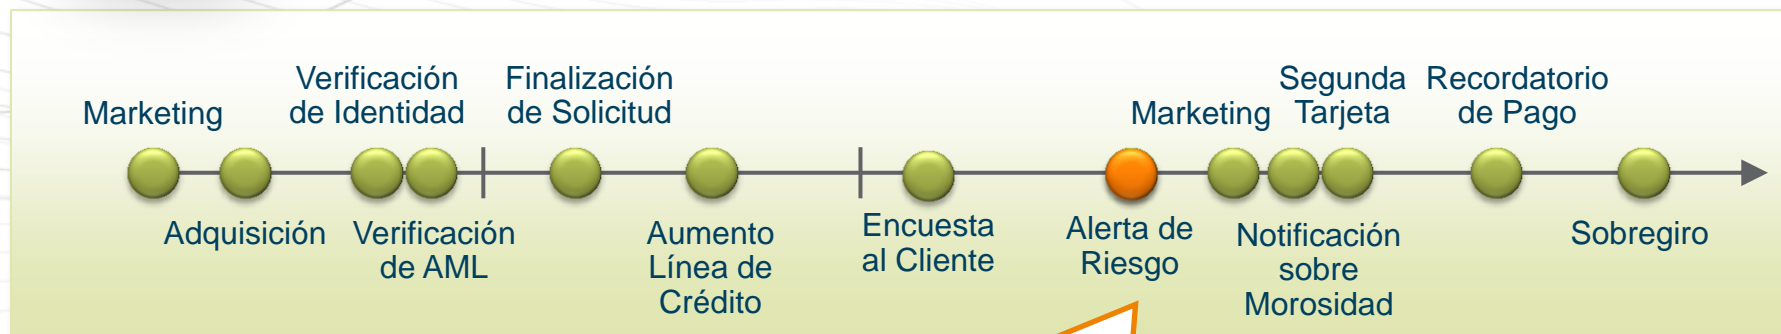 Marketing
Adquisición
Verificación
de Identidad
Verificación
de AML
Finalización
de Solicitud
Aumento
Línea de
Crédito
Encuesta
al Cliente
Alerta de
Riesgo
Marketing
Segunda
Tarjeta
Notificación
sobre
Morosidad
Recordatorio
de Pago
Sobregiro